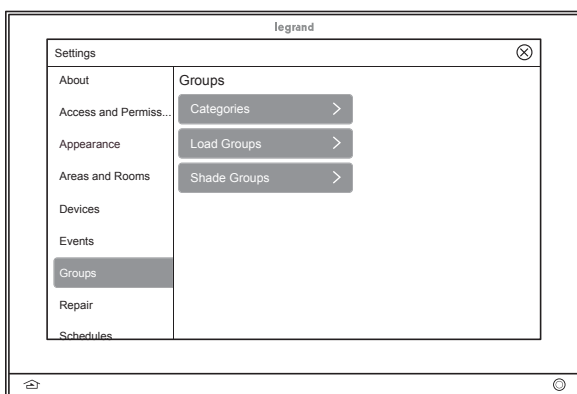 legrand
Settings
About
Groups
Categories
Access and Permiss...
Load Groups
Appearance
Areas and Rooms
Shade Groups
Devices
Events
Groups
Repair
Schedules